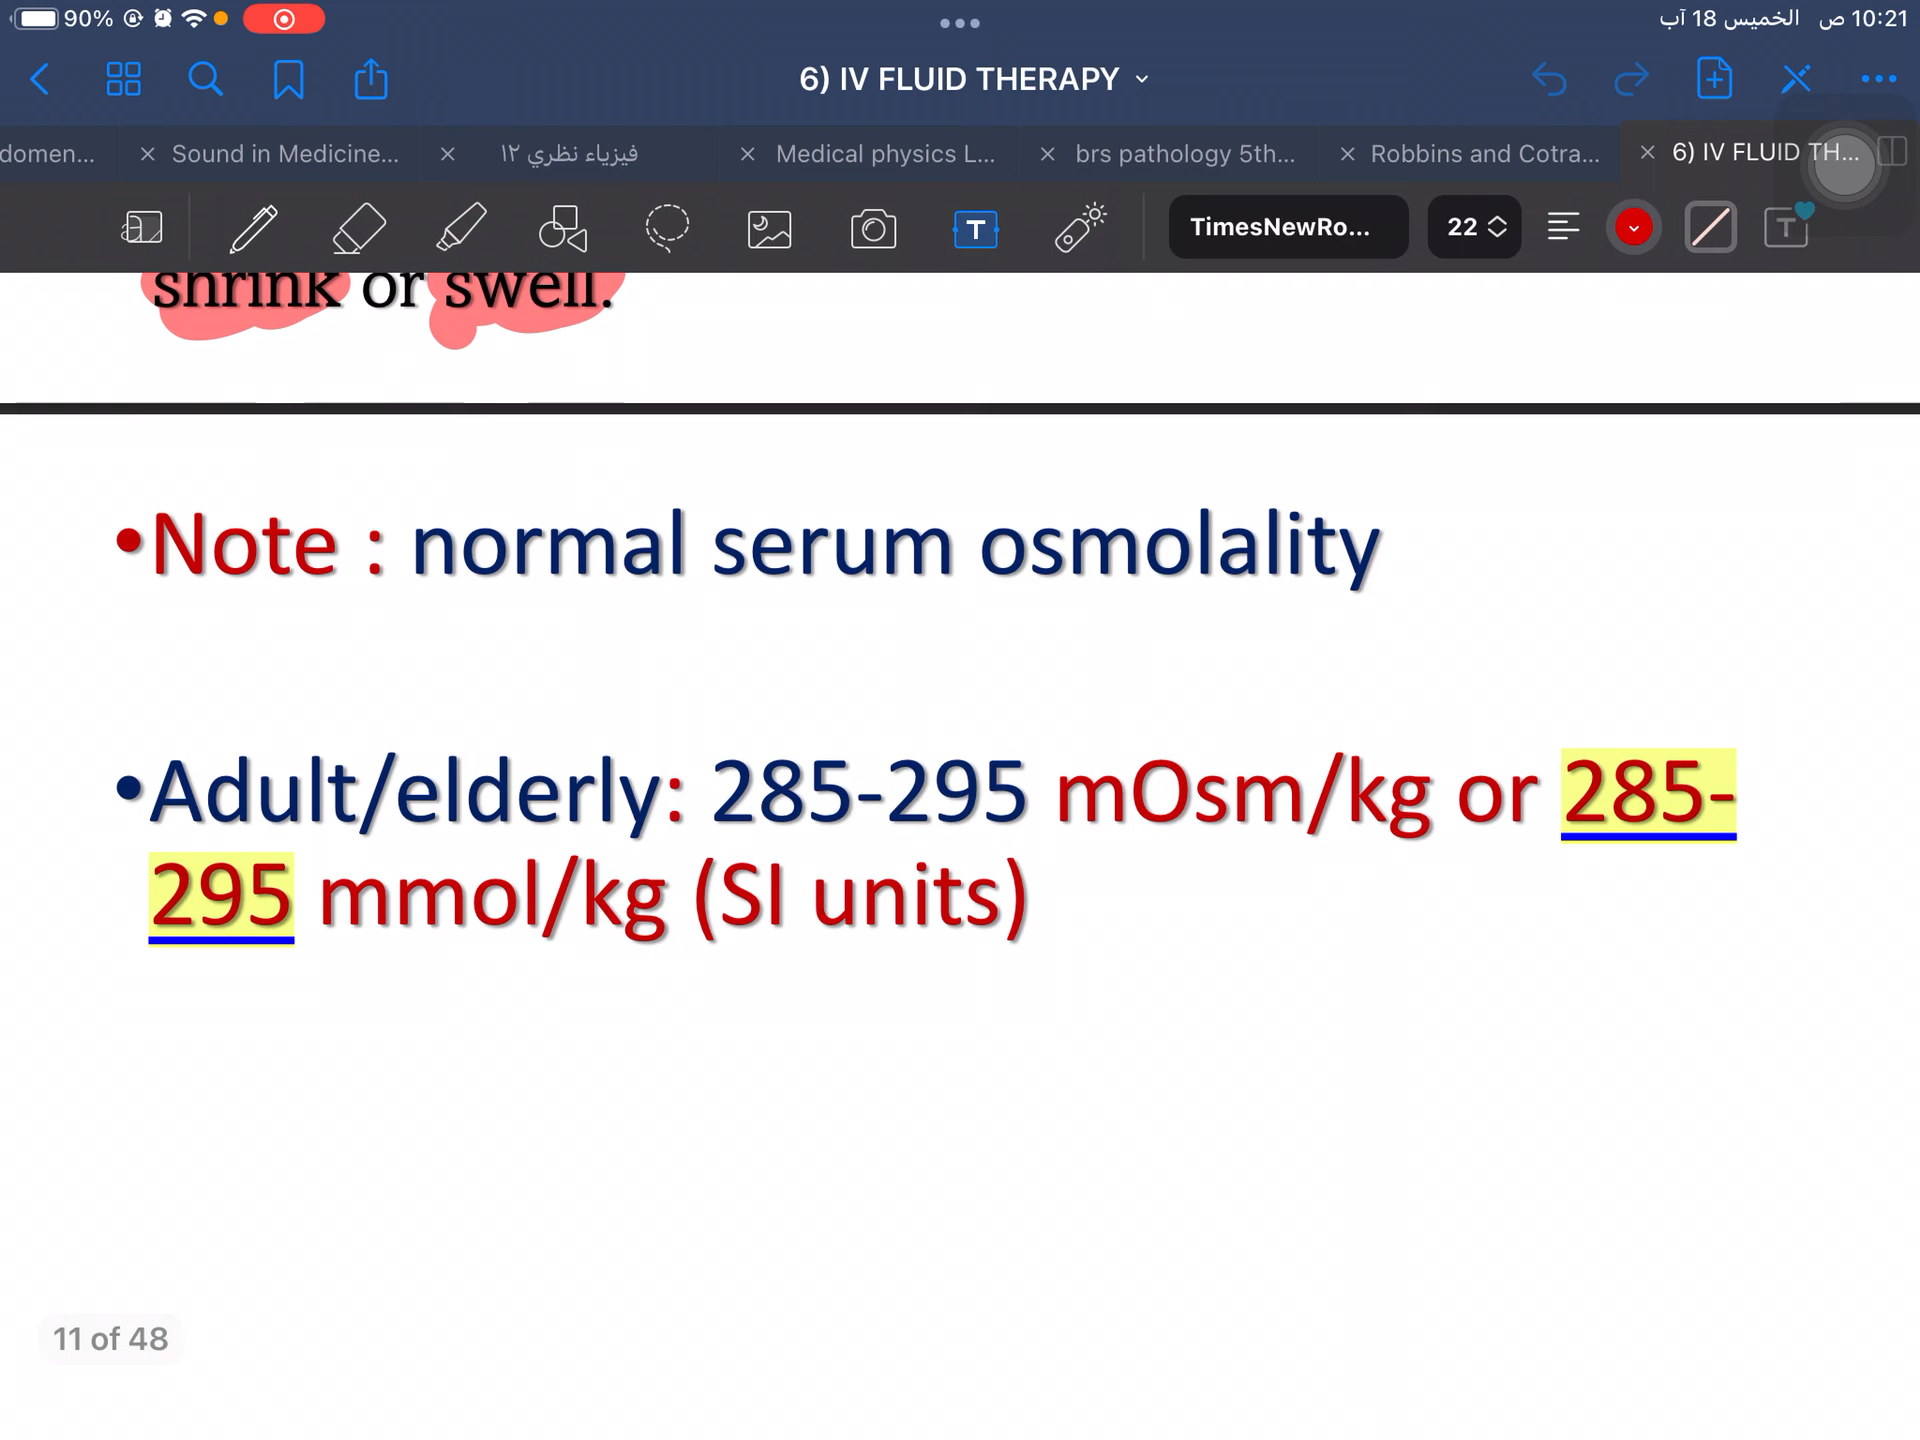 90%
الخميس 18 آب 10:21 ص
6) IV FLUID THERAPY
domen...
Sound in Medicine...
فيزياء نظري ١٢
Medical physics L...
brs pathology 5th...
Robbins and Cotra...
6) IV FLUID TH...
TimesNewRo...
22
shrink or swell.
•Note : normal serum osmolality
•Adult/elderly: 285-295 mOsm/kg or 285-
295 mmol/kg (SI units)
11 of 48